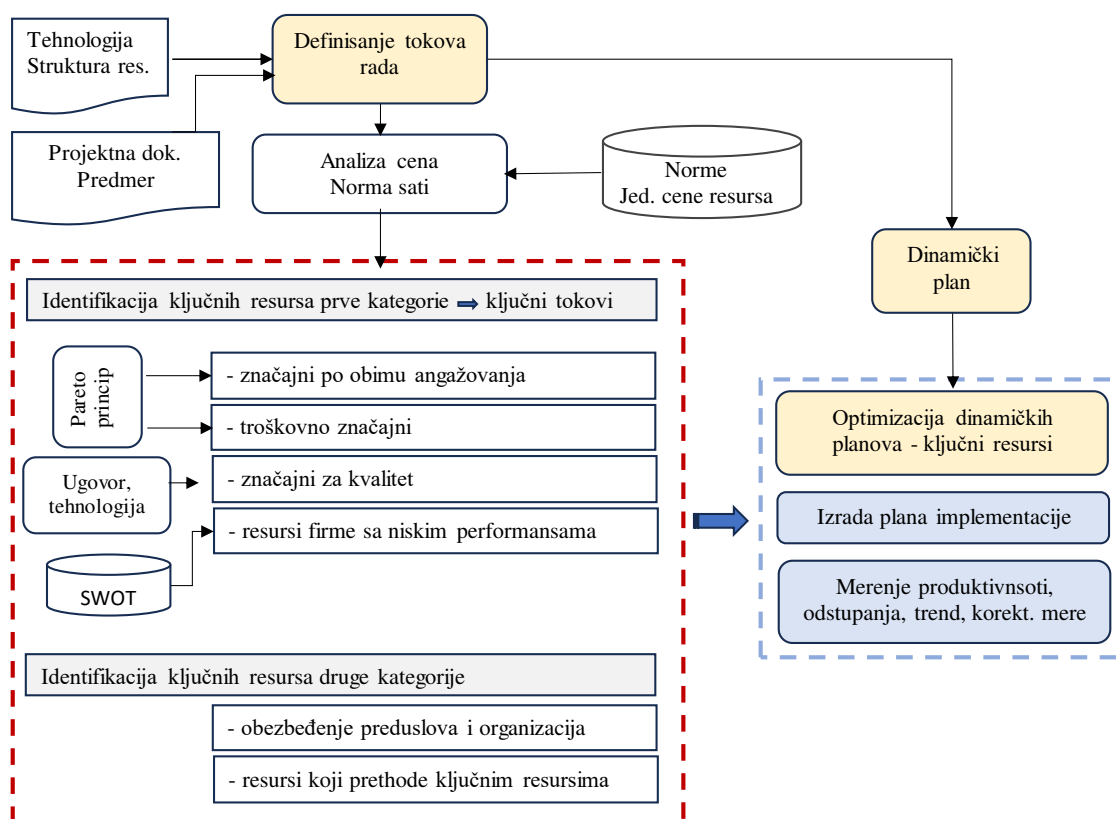 Tehnologija
Struktura res.
Definisanje tokova
rada
Projektna dok.
Predmer
Analiza cena
Norma sati
Norme
Jed. cene resursa
Dinamički
plan
Identifikacija ključnih resursa prve kategorie ključni tokovi
Pareto
princip
- značajni po obimu angažovanja
- troškovno značajni
Ugovor,
tehnologija
- značajni za kvalitet
- resursi firme sa niskim performansama
SWOT
Optimizacija dinamičkih
planova - ključni resursi
Izrada plana implementacije
Merenje produktivnsoti,
odstupanja, trend, korekt. mere
Identifikacija ključnih resursa druge kategorije
- obezbeđenje preduslova i organizacija
- resursi koji prethode ključnim resursima